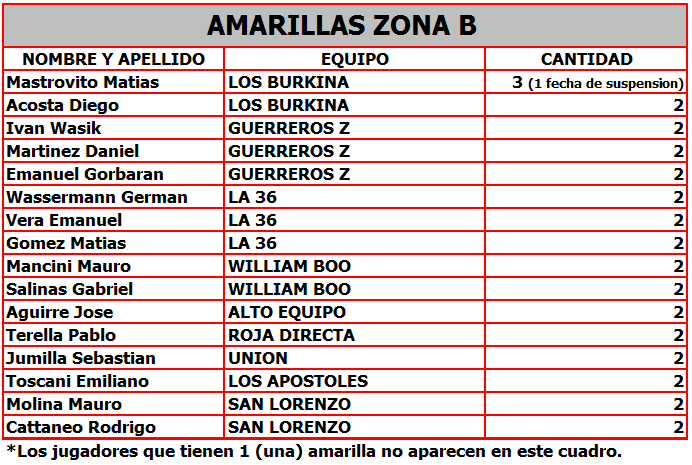 AMARILLAS ZONA B
NOMBRE Y APELLIDO EQUIPO CANTIDAD
Mastrovito Matias LOS BURKINA 3 (1 fecha de suspension)
Acosta Diego LOS BURKINA 2
Ivan Wasik GUERREROS Z 2
Martinez Daniel GUERREROS Z 2
Emanuel Gorbaran GUERREROS Z 2
Wassermann German LA 36 2
Vera Emanuel LA 36 2
Gomez Matias LA 36 2
Mancini Mauro WILLIAM BOO 2
Salinas Gabriel WILLIAM BOO 2
Aguirre Jose ALTO EQUIPO 2
Terella Pablo ROJA DIRECTA 2
Jumilla Sebastian UNION 2
Toscani Emiliano LOS APOSTOLES 2
Molina Mauro SAN LORENZO 2
Cattaneo Rodrigo SAN LORENZO 2
*Los jugadores que tienen 1 (una) amarilla no aparecen en este cuadro.